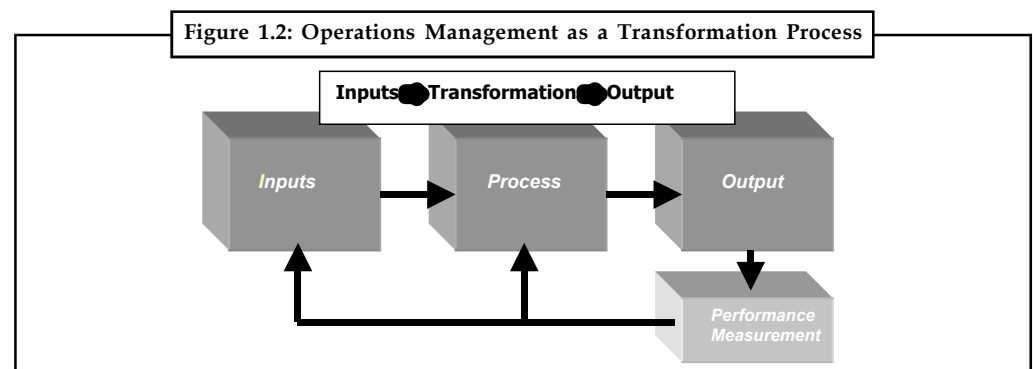 Figure 1.2: Operations Management as a Transformation Process
Inputs Transformation Output
Inputs
Process
Output
Performance
Measurement